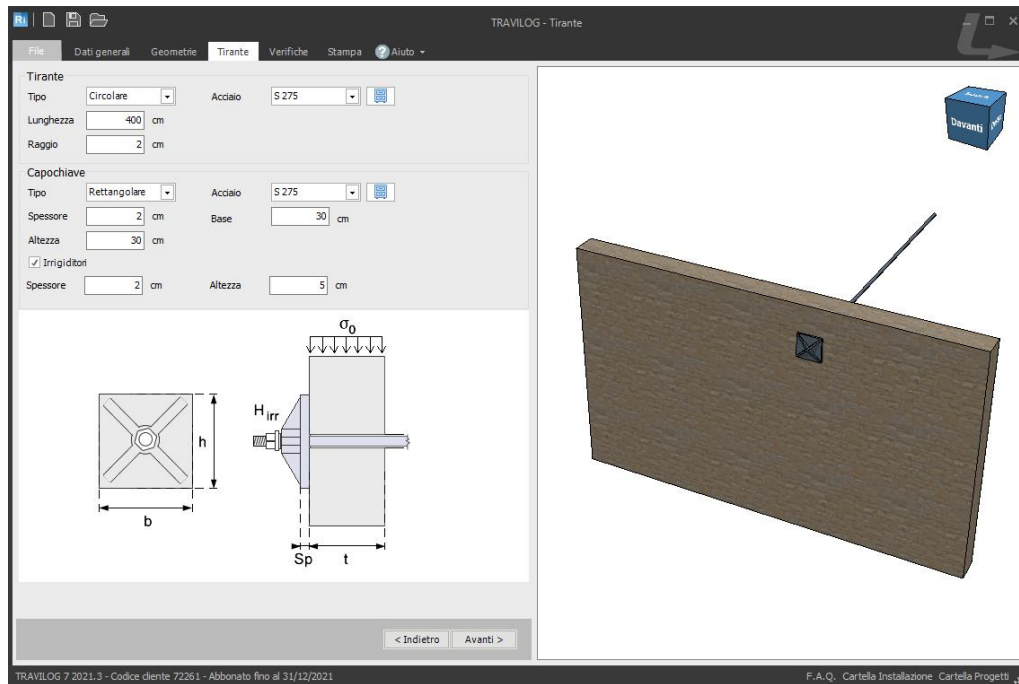 Ri TRAVILOG - Tirante
File Dati generali Geometrie Tirante Verifiche Stampa ? Aiuto
Tirante
Tipo Circolare Acciaio S 275
Lunghezza 400 cm
Raggio 2 cm
Capochiave
Tipo Rettangolare Acciaio S 275
Spessore 2 cm Base 30 cm
Altezza 30 cm
Irrigiditori
Spessore 2 cm Altezza 5 cm
σ0
H irr
h
b
Sp t
Davanti
< Indietro Avanti >
TRAVILOG 7 2021.3 - Codice cliente 72261 - Abbonato fino al 31/12/2021 F.A.Q. Cartella Installazione Cartella Progetti